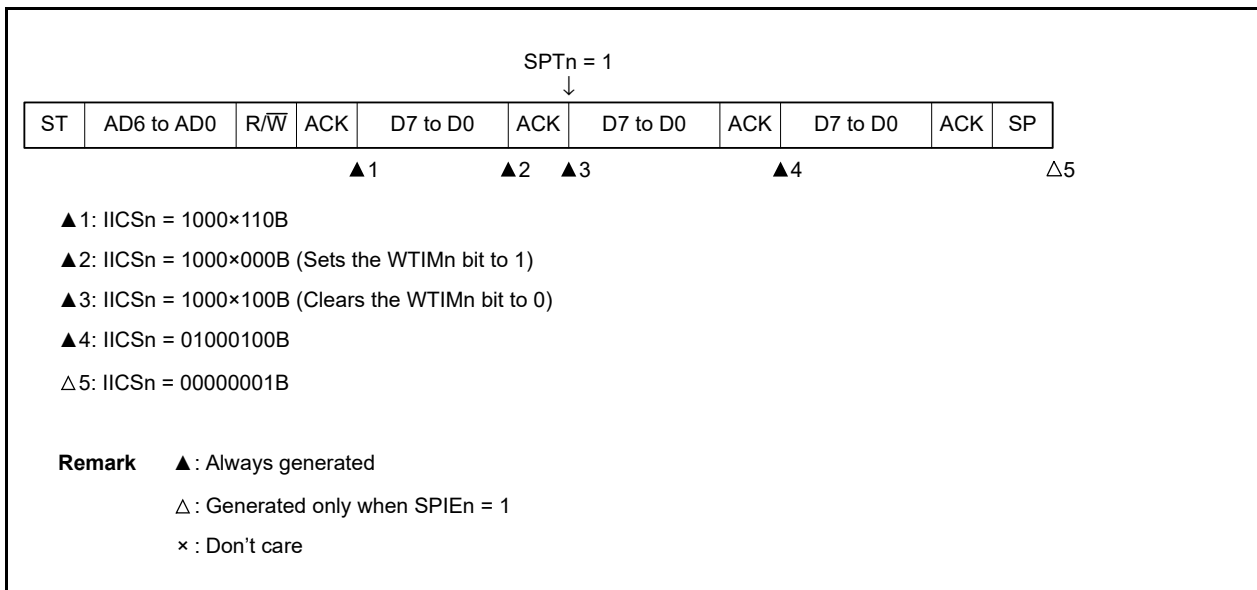 SPTn = 1
↓
ST AD6 to AD0 R/W̅ ACK D7 to D0 ACK D7 to D0 ACK D7 to D0 ACK SP
▲1 ▲2 ▲3 ▲4 △5
▲1: IICSn = 1000×110B
▲2: IICSn = 1000×000B (Sets the WTIMn bit to 1)
▲3: IICSn = 1000×100B (Clears the WTIMn bit to 0)
▲4: IICSn = 01000100B
△5: IICSn = 00000001B
Remark ▲: Always generated
△: Generated only when SPIEn = 1
×: Don't care